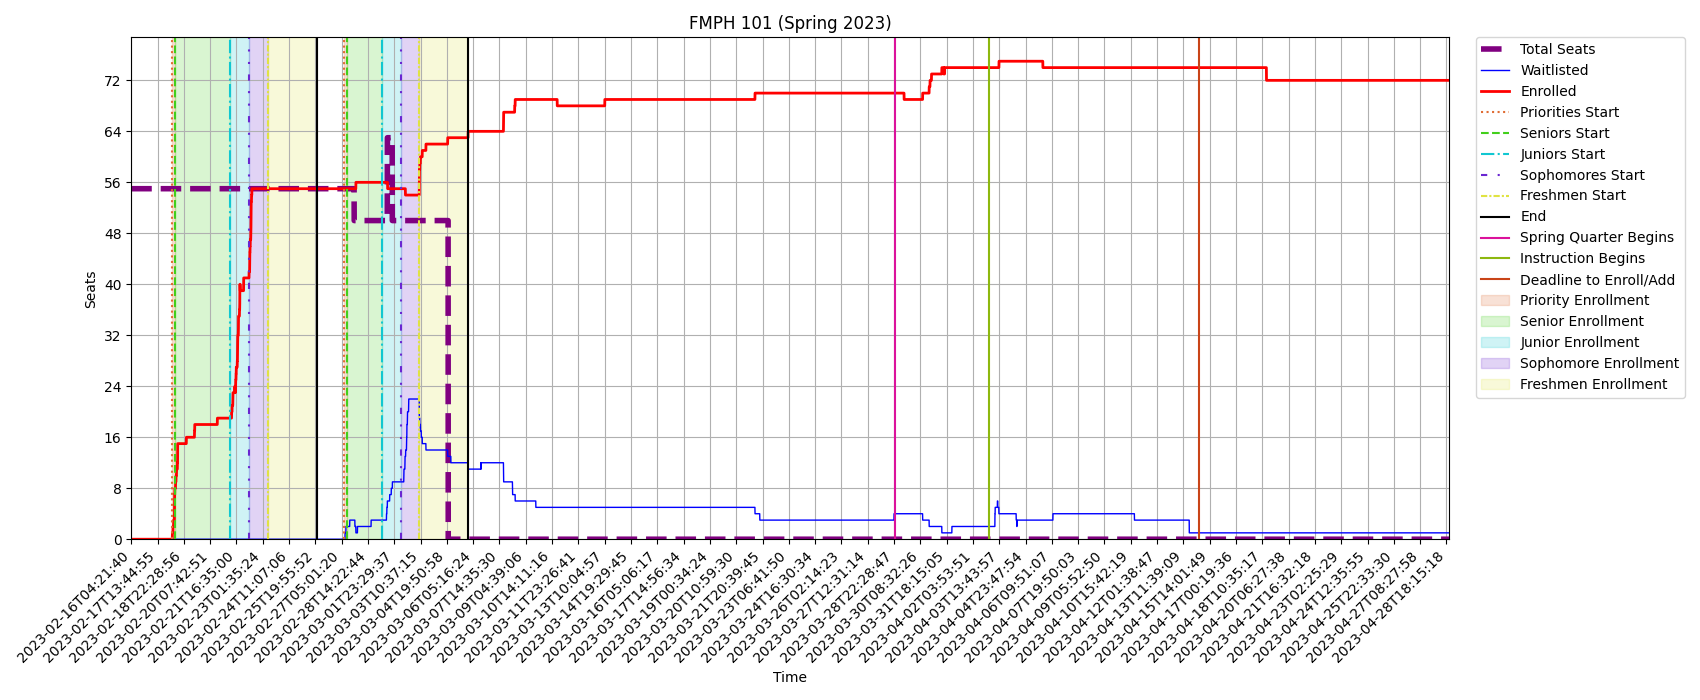 FMPH 101 (Spring 2023)
Seats
72
64
56
48
40
32
24
16
8
0
2023-02-16T04:21:40
2023-02-17T13:44:55
2023-02-18T22:28:56
2023-02-20T07:42:51
2023-02-21T16:35:00
2023-02-23T01:35:24
2023-02-24T11:07:06
2023-02-25T19:55:52
2023-02-27T05:01:20
2023-02-28T14:22:44
2023-03-01T23:29:37
2023-03-03T10:37:15
2023-03-04T19:50:58
2023-03-06T05:16:24
2023-03-07T14:35:30
2023-03-09T04:39:06
2023-03-10T14:11:16
2023-03-11T23:26:41
2023-03-13T10:04:57
2023-03-14T19:29:45
2023-03-16T05:06:17
2023-03-17T14:56:34
2023-03-19T00:34:24
2023-03-20T10:59:30
2023-03-21T20:39:45
2023-03-23T06:41:50
2023-03-24T16:30:34
2023-03-26T02:14:23
2023-03-27T12:31:14
2023-03-28T22:28:47
2023-03-30T08:32:26
2023-03-31T18:15:05
2023-04-02T03:53:51
2023-04-03T13:43:57
2023-04-04T23:47:54
2023-04-06T09:51:07
2023-04-07T19:50:03
2023-04-09T05:52:50
2023-04-10T15:42:19
2023-04-12T01:38:47
2023-04-13T11:39:09
2023-04-15T14:01:49
2023-04-17T00:19:36
2023-04-18T10:35:17
2023-04-20T06:27:38
2023-04-21T16:32:18
2023-04-23T02:25:29
2023-04-24T12:35:55
2023-04-25T22:33:30
2023-04-27T08:27:58
2023-04-28T18:15:18
Time
Total Seats
Waitlisted
Enrolled
Priorities Start
Seniors Start
Juniors Start
Sophomores Start
Freshmen Start
End
Spring Quarter Begins
Instruction Begins
Deadline to Enroll/Add
Priority Enrollment
Senior Enrollment
Junior Enrollment
Sophomore Enrollment
Freshmen Enrollment